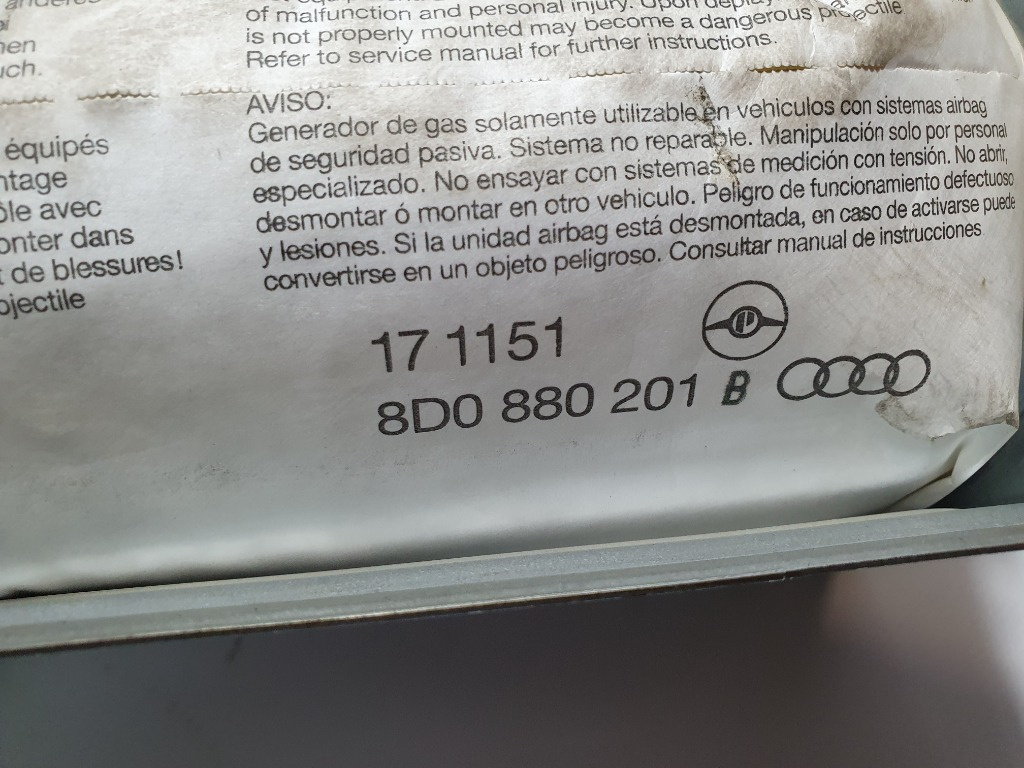 hen
uch.
of malfunction and personal injury. Upon
is not properly mounted may become a dangerous projectile
Refer to service manual for further instructions.
équipés
ntage
ble avec
onter dans
de blessures!
ojectile
AVISO:
Generador de gas solamente utilizable en vehiculos con sistemas airbag
de seguridad pasiva. Sistema no reparable. Manipulación solo por personal
especializado. No ensayar con sistemas de medición con tensión. No abrir,
desmontar ó montar en otro vehiculo. Peligro de funcionamiento defectuoso
y lesiones. Si la unidad airbag está desmontada, en caso de activarse puede
convertirse en un objeto peligroso. Consultar manual de instrucciones
17 1151
8D0 880 201 B